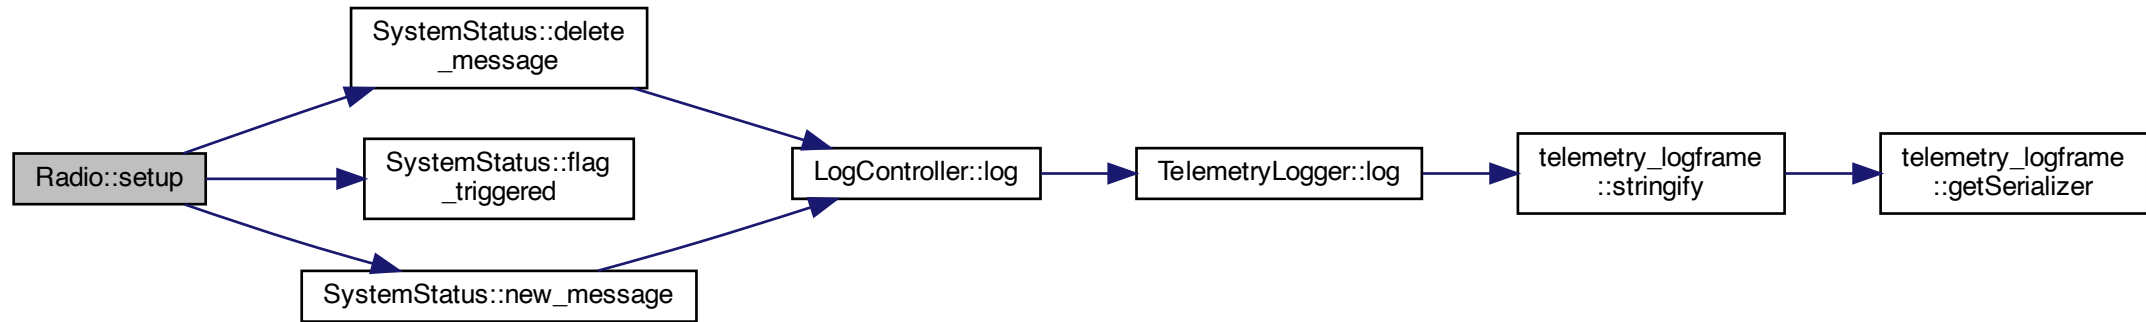 Radio::setup
SystemStatus::delete
_message
SystemStatus::flag
_triggered
SystemStatus::new_message
LogController::log
TelemetryLogger::log
telemetry_logframe
::stringify
telemetry_logframe
::getSerializer